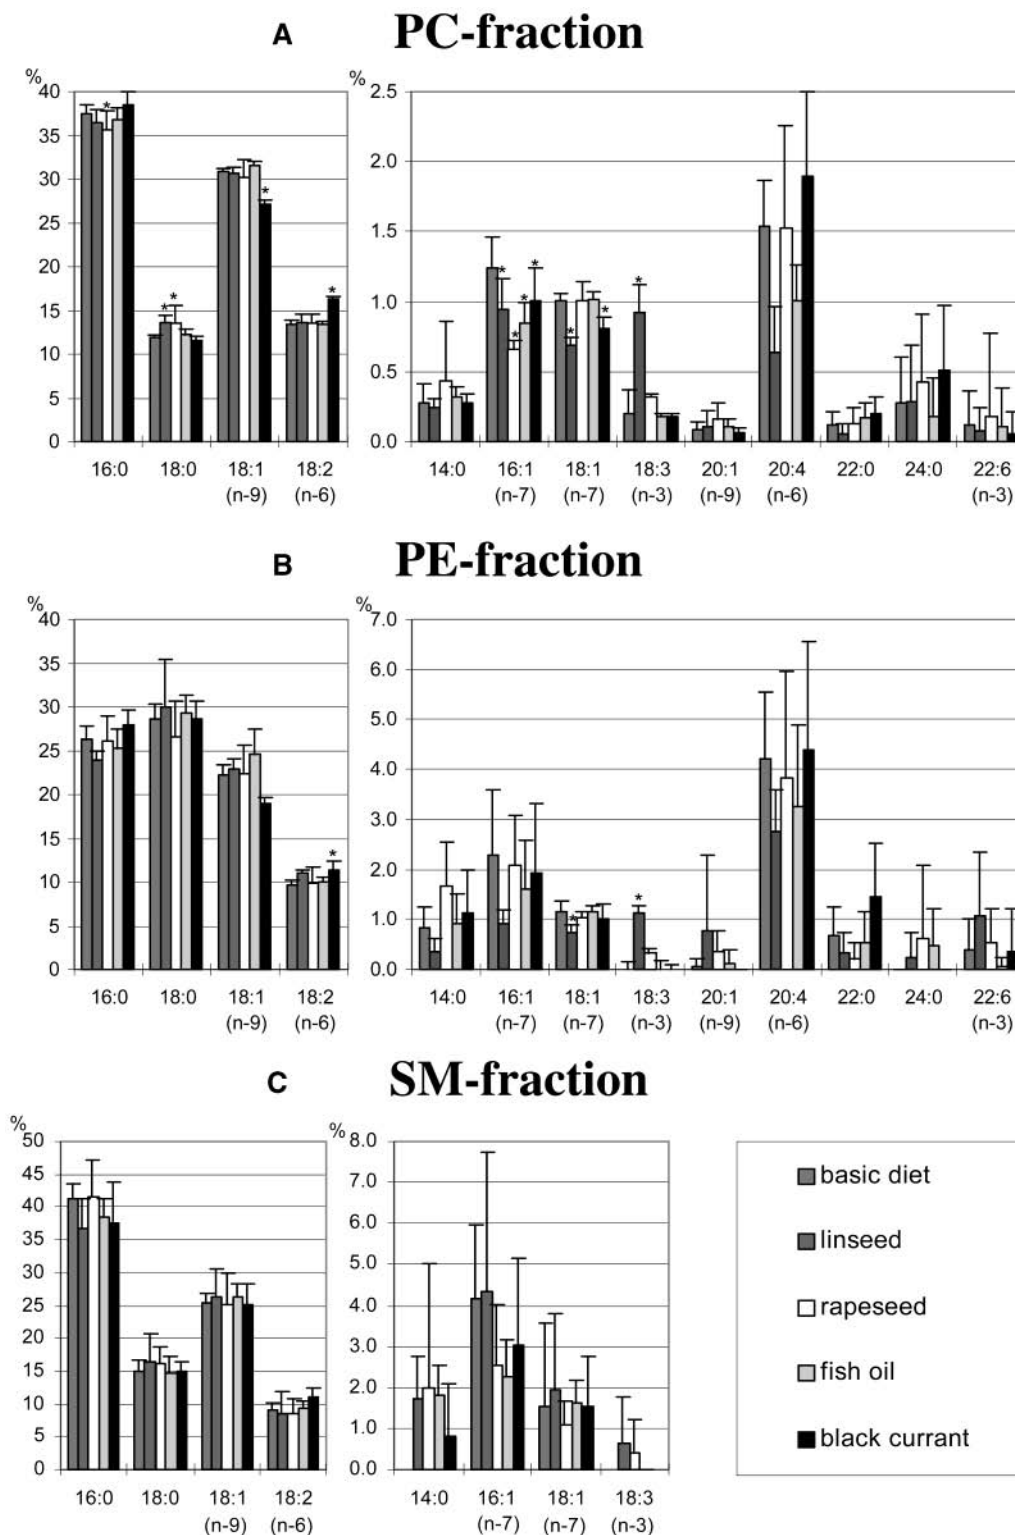 A PC-fraction
% 
40 2.5
35
30 2.0
25 1.5
20
15 1.0
10 0.5
5
0 0.0
* * * * * * * * * * * * *
16:0 18:0 18:1 18:2 14:0 16:1 18:1 18:3 20:1 20:4 22:0 24:0 22:6
(n-9) (n-6) (n-7) (n-7) (n-3) (n-9) (n-6) (n-3)
B PE-fraction
% %
40 7.0
35 6.0
30 5.0
25 4.0
20 3.0
15 2.0
10 1.0
5
0 0.0
* * *
16:0 18:0 18:1 18:2 14:0 16:1 18:1 18:3 20:1 20:4 22:0 24:0 22:6
(n-9) (n-6) (n-7) (n-7) (n-3) (n-9) (n-6) (n-3)
C SM-fraction
% %
50 8.0
45 7.0
40 6.0
35 5.0
30
25 4.0
20 3.0
15 2.0
10 1.0
5
0 0.0
16:0 18:0 18:1 18:2 14:0 16:1 18:1 18:3
(n-9) (n-6) (n-7) (n-7) (n-3)
basic diet
linseed
rapeseed
fish oil
black currant